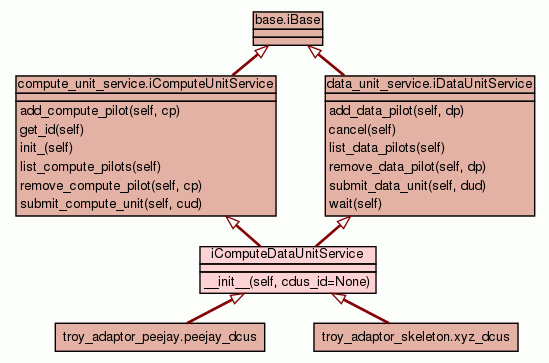 base.iBase
compute_unit_service.iComputeUnitService
add_compute_pilot(self, cp)
get_id(self)
init_(self)
list_compute_pilots(self)
remove_compute_pilot(self, cp)
submit_compute_unit(self, cud)
data_unit_service.iDataUnitService
add_data_pilot(self, dp)
cancel(self)
list_data_pilots(self)
remove_data_pilot(self, dp)
submit_data_unit(self, dud)
wait(self)
iComputeDataUnitService
__init__(self, cdus_id=None)
troy_adaptor_peejay.peejay_dcus
troy_adaptor_skeleton.xyz_dcus